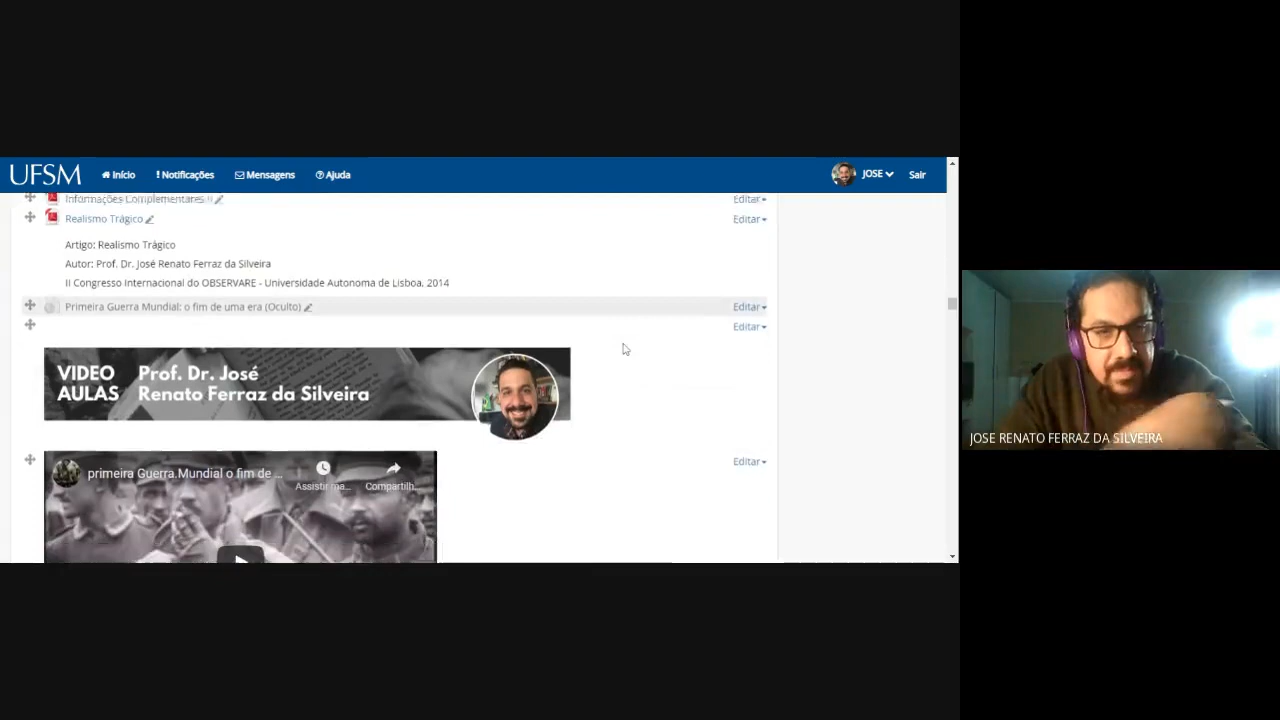 UFSM Início Notificações Mensagens Ajuda JOSE Sair
Informações Complementares Editar
Realismo Trágico Editar
Artigo: Realismo Trágico
Autor: Prof. Dr. José Renato Ferraz da Silveira
II Congresso Internacional do OBSERVARE - Universidade Autonoma de Lisboa, 2014
Primeira Guerra Mundial: o fim de uma era (Oculto) Editar
Editar
VIDEO AULAS
Prof. Dr. José
Renato Ferraz da Silveira
Editar
primeira Guerra.Mundial o fim de ...
Assistir ma... Compartilh...
JOSE RENATO FERRAZ DA SILVEIRA